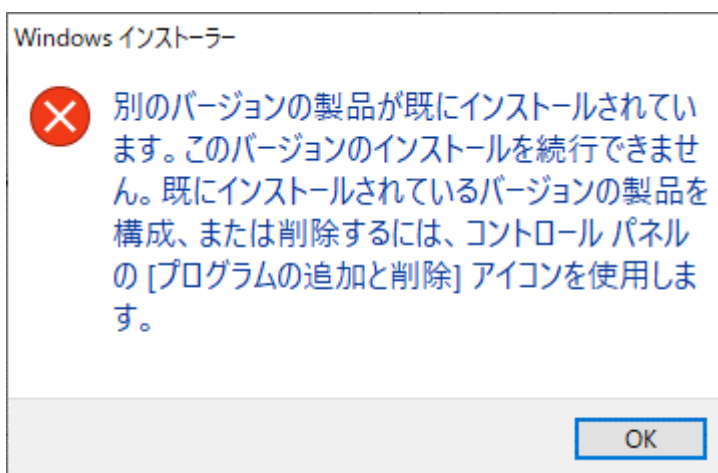 Windows インストーラー
別のバージョンの製品が既にインストールされてい
ます。このバージョンのインストールを続行できませ
ん。既にインストールされているバージョンの製品を
構成、または削除するには、コントロール パネル
の [プログラムの追加と削除] アイコンを使用しま
す。
OK